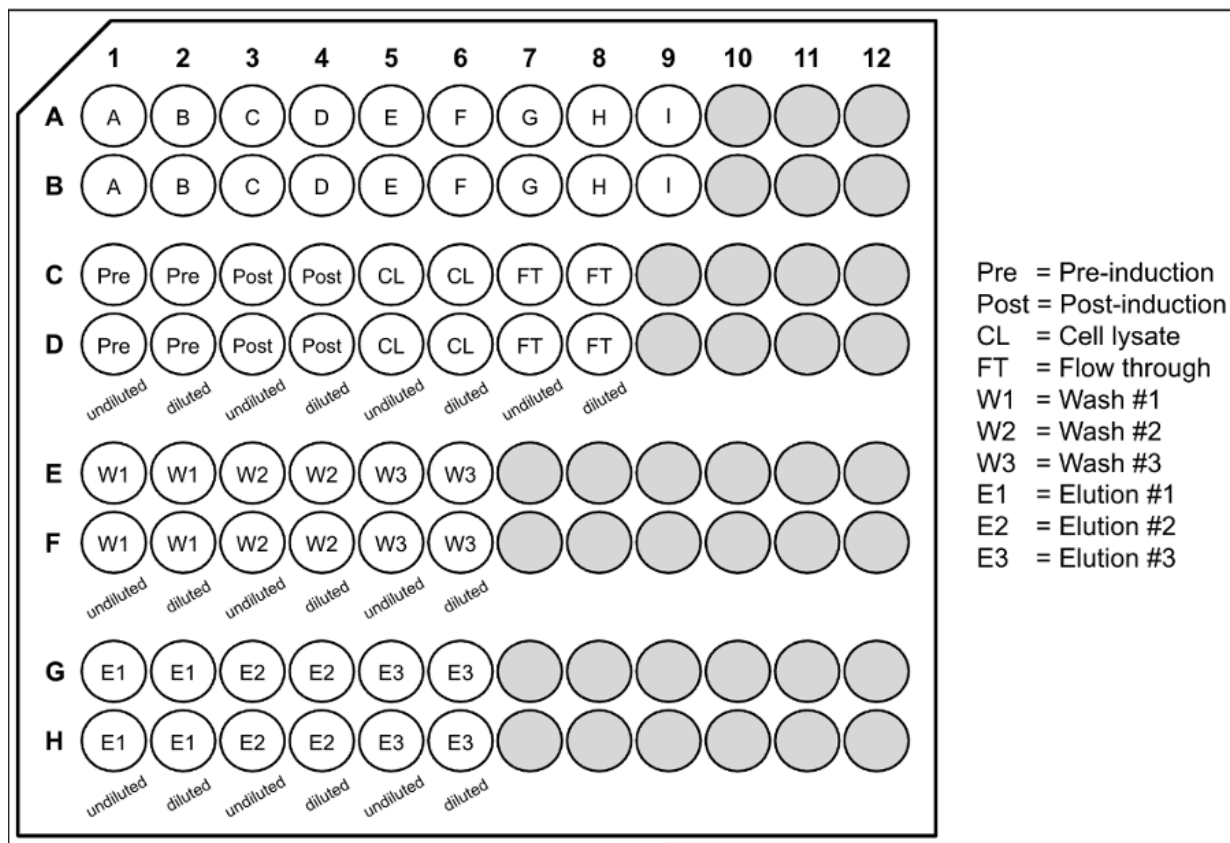 1 2 3 4 5 6 7 8 9 10 11 12
A A B C D E F G H I
B A B C D E F G H I
C Pre Pre Post Post CL CL FT FT
D Pre Pre Post Post CL CL FT FT
undiluted diluted undiluted diluted undiluted diluted undiluted diluted
E W1 W1 W2 W2 W3 W3
F W1 W1 W2 W2 W3 W3
undiluted diluted undiluted diluted undiluted diluted
G E1 E1 E2 E2 E3 E3
H E1 E1 E2 E2 E3 E3
undiluted diluted undiluted diluted undiluted diluted
Pre = Pre-induction
Post = Post-induction
CL = Cell lysate
FT = Flow through
W1 = Wash #1
W2 = Wash #2
W3 = Wash #3
E1 = Elution #1
E2 = Elution #2
E3 = Elution #3